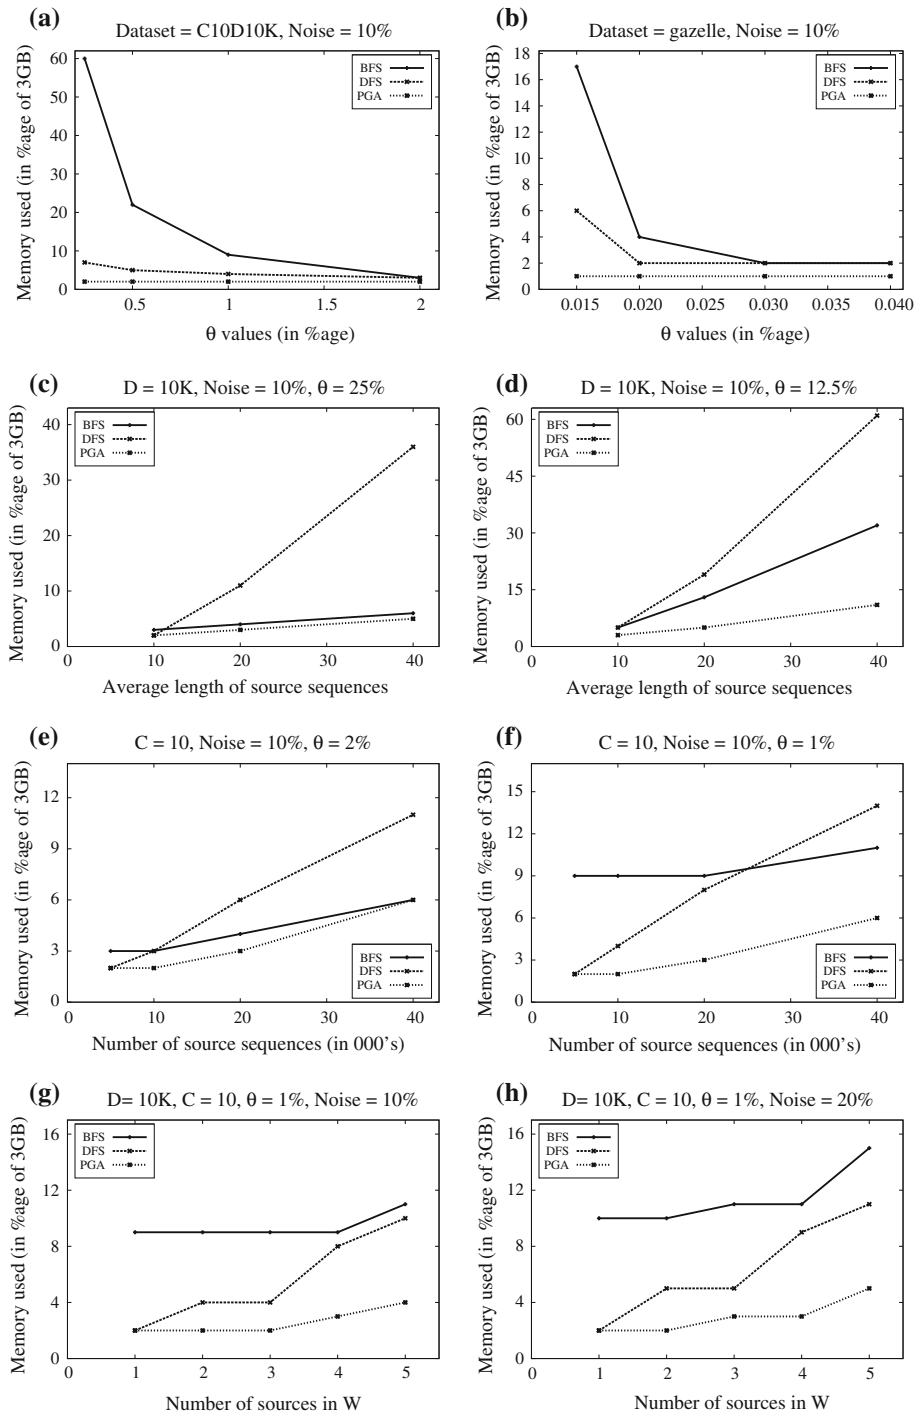 (a)
Dataset = C10D10K, Noise = 10%
Memory used (in %age of 3GB)
60
50
40
30
20
10
0
BFS
DFS
PGA
0.5 1 1.5 2
θ values (in %age)
(b)
Dataset = gazelle, Noise = 10%
Memory used (in %age of 3GB)
18
16
14
12
10
8
6
4
2
0
BFS
DFS
PGA
0.015 0.020 0.025 0.030 0.035 0.040
θ values (in %age)
(c)
D = 10K, Noise = 10%, θ = 25%
Memory used (in %age of 3GB)
40
30
20
10
0
BFS
DFS
PGA
0 10 20 30 40
Average length of source sequences
(d)
D = 10K, Noise = 10%, θ = 12.5%
Memory used (in %age of 3GB)
60
45
30
15
0
BFS
DFS
PGA
0 10 20 30 40
Average length of source sequences
(e)
C = 10, Noise = 10%, θ = 2%
Memory used (in %age of 3GB)
12
9
6
3
0
BFS
DFS
PGA
0 10 20 30 40
Number of source sequences (in 000's)
(f)
C = 10, Noise = 10%, θ = 1%
Memory used (in %age of 3GB)
15
12
9
6
3
0
BFS
DFS
PGA
0 10 20 30 40
Number of source sequences (in 000's)
(g)
D= 10K, C = 10, θ = 1%, Noise = 10%
Memory used (in %age of 3GB)
16
12
8
4
0
BFS
DFS
PGA
0 1 2 3 4 5
Number of sources in W
(h)
D= 10K, C = 10, θ = 1%, Noise = 20%
Memory used (in %age of 3GB)
16
12
8
4
0
BFS
DFS
PGA
0 1 2 3 4 5
Number of sources in W